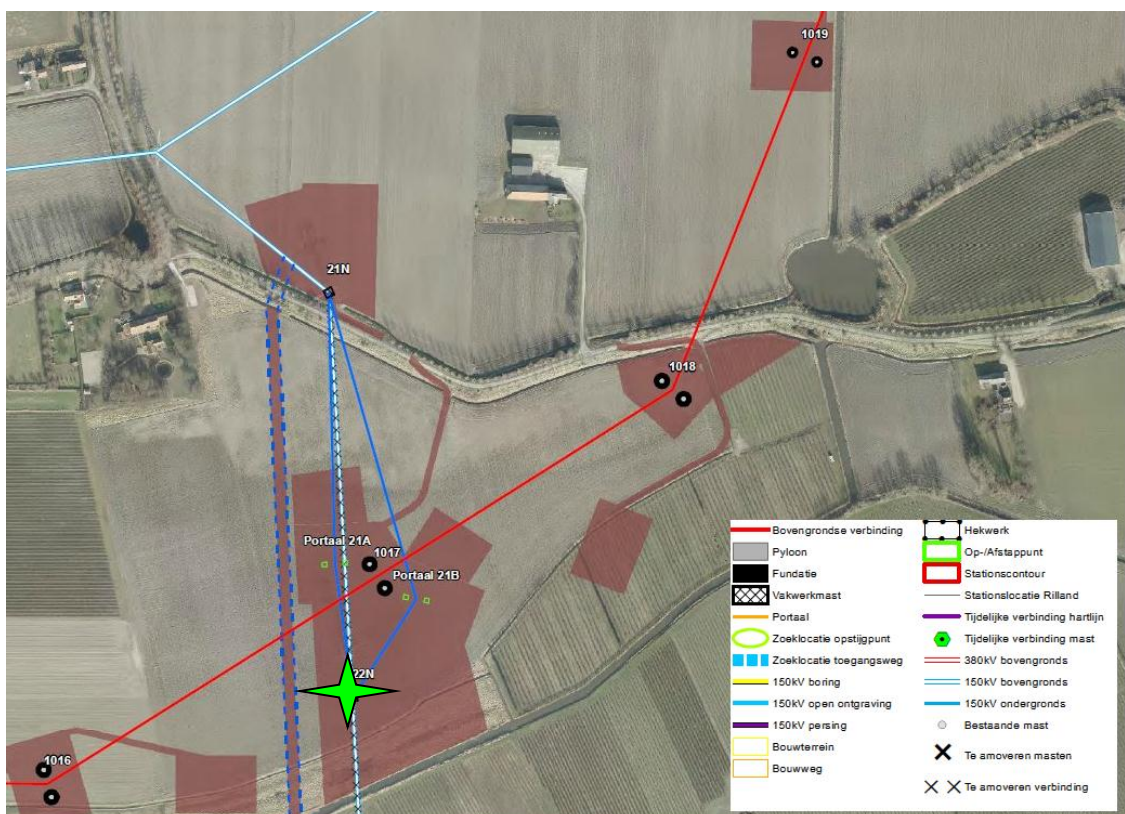 1019
21N
1018
Portaal 21A
1017
Portaal 21B
22N
1016
Bovengrondse verbinding
Pyloon
Fundatie
Vakwerkmast
Portaal
Zoeklocatie opstijgpunt
Zoeklocatie toegangsweg
150kV boring
150kV open ontgraving
150kV persing
Bouwterrein
Bouwweg
Hekwerk
Op-/Afstappunt
Stationscontour
Stationslocatie Rilland
Tijdelijke verbinding hartlijn
Tijdelijke verbinding mast
380kV bovengronds
150kV bovengronds
150kV ondergronds
Bestaande mast
Te amoveren masten
Te amoveren verbinding